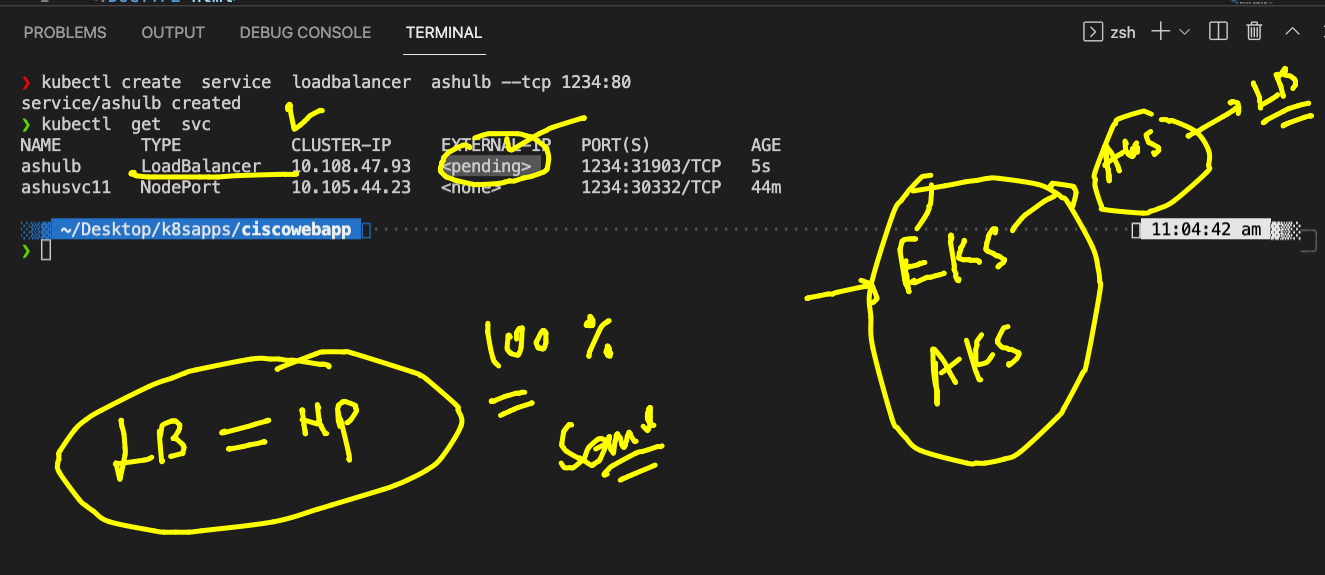 PROBLEMS OUTPUT DEBUG CONSOLE TERMINAL zsh
❯ kubectl create service loadbalancer ashulb --tcp 1234:80
service/ashulb created
❯ kubectl get svc
NAME TYPE CLUSTER-IP EXTERNAL-IP PORT(S) AGE
ashulb LoadBalancer 10.108.47.93 <pending> 1234:31903/TCP 5s
ashusvc11 NodePort 10.105.44.23 <none> 1234:30332/TCP 44m
~/Desktop/k8sapps/ciscowebapp 11:04:42 am
❯
LB
EKS
AKS
100 %
LB = NP